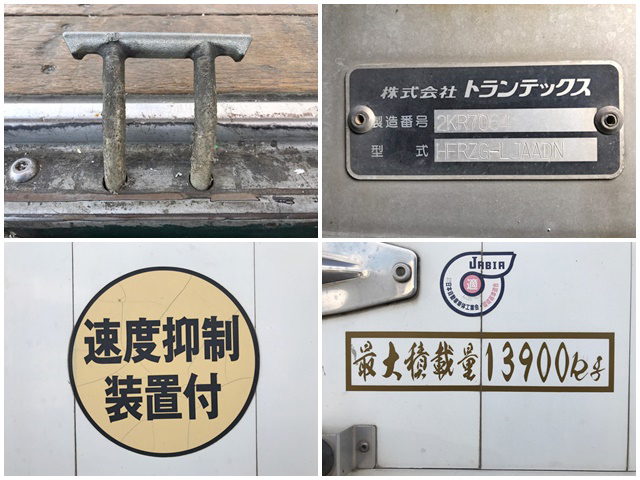 株式会社 トランテックス
製造番号 2KR7064
型式 HFRZG-LJAADN
速度抑制
装置付
JABIA
適
最大積載量13900kg